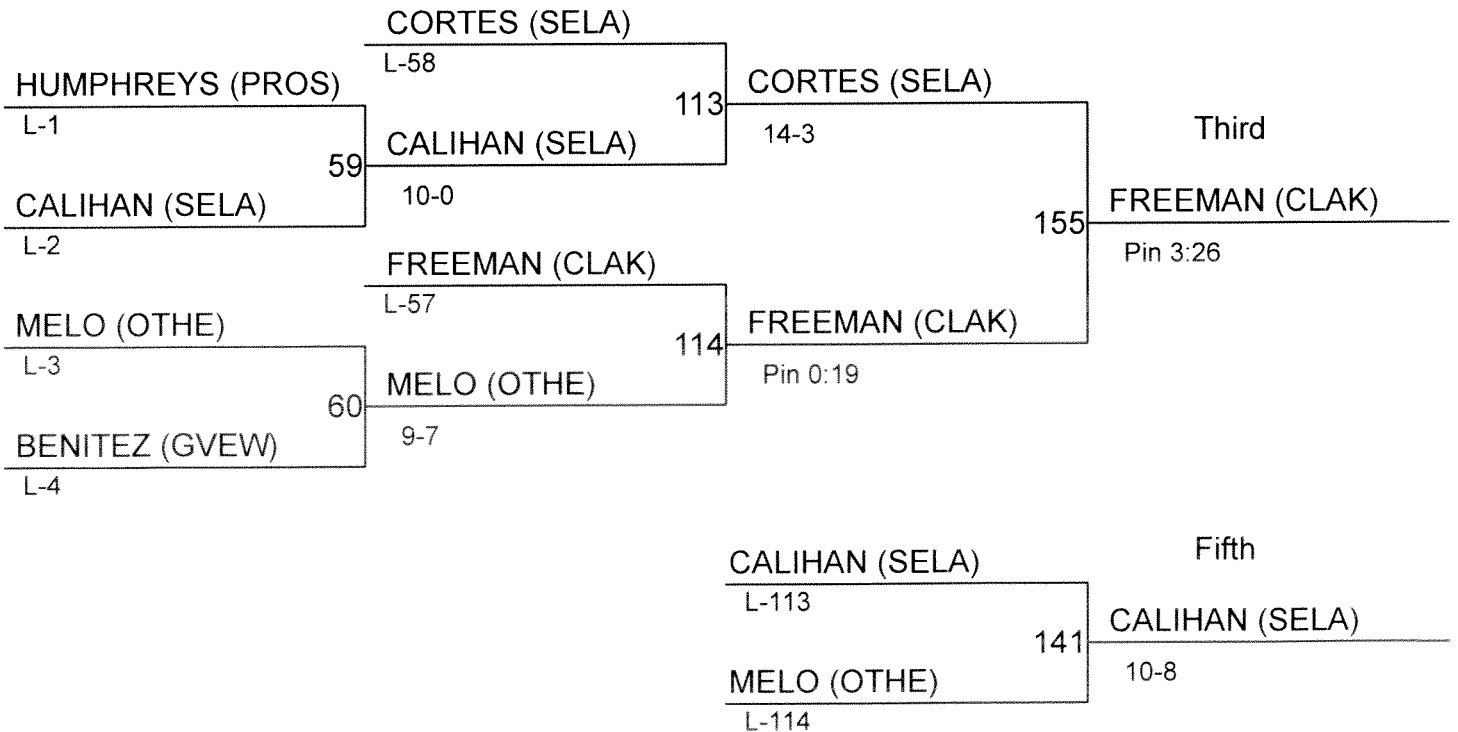 CORTES (SELA)
L-58
HUMPHREYS (PROS)
L-1
113
CORTES (SELA)
14-3
Third
59
CALIHAN (SELA)
10-0
CALIHAN (SELA)
L-2
155
FREEMAN (CLAK)
Pin 3:26
FREEMAN (CLAK)
L-57
MELO (OTHE)
L-3
114
FREEMAN (CLAK)
Pin 0:19
60
MELO (OTHE)
9-7
BENITEZ (GVEW)
L-4
Fifth
CALIHAN (SELA)
L-113
141
CALIHAN (SELA)
10-8
MELO (OTHE)
L-114